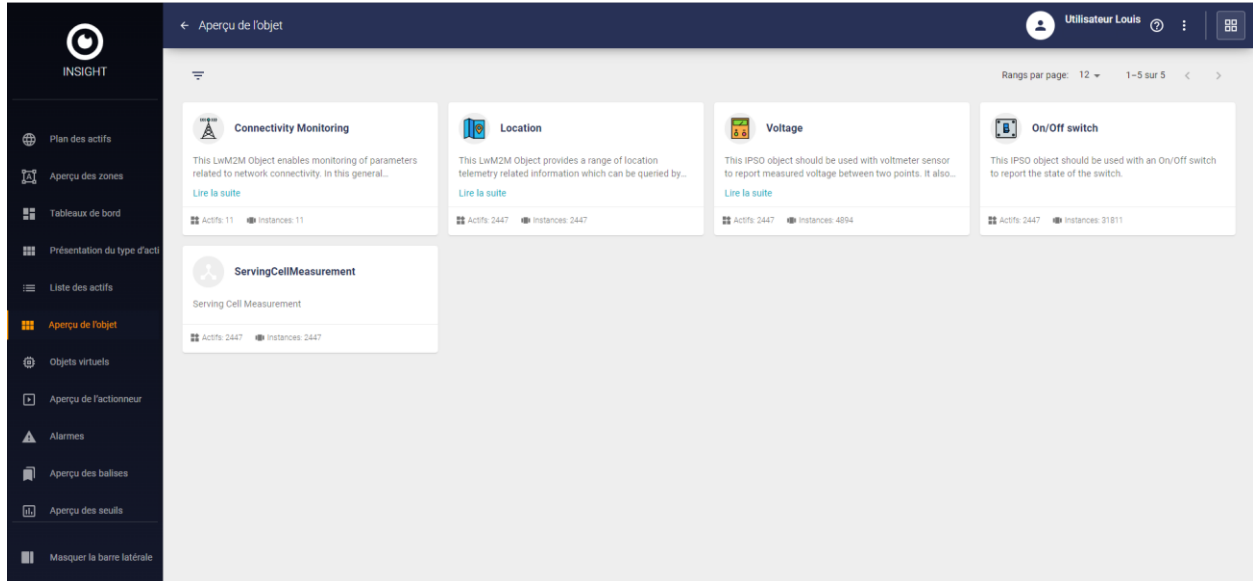 INSIGHT
Plan des actifs
Aperçu des zones
Tableaux de bord
Présentation du type d'acti
Liste des actifs
Aperçu de l'objet
Objets virtuels
Aperçu de l'actionneur
Alarmes
Aperçu des balises
Aperçu des seuils
Masquer la barre latérale
Aperçu de l'objet
Utilisateur Louis
Rangs par page: 12 1–5 sur 5
Connectivity Monitoring
This LwM2M Object enables monitoring of parameters
related to network connectivity. In this general...
Lire la suite
Actifs: 11 Instances: 11
Location
This LwM2M Object provides a range of location
telemetry related information which can be queried by...
Lire la suite
Actifs: 2447 Instances: 2447
Voltage
This IPSO object should be used with voltmeter sensor
to report measured voltage between two points. It also...
Lire la suite
Actifs: 2447 Instances: 4894
B
On/Off switch
This IPSO object should be used with an On/Off switch
to report the state of the switch.
Actifs: 2447 Instances: 31811
ServingCellMeasurement
Serving Cell Measurement
Actifs: 2447 Instances: 2447